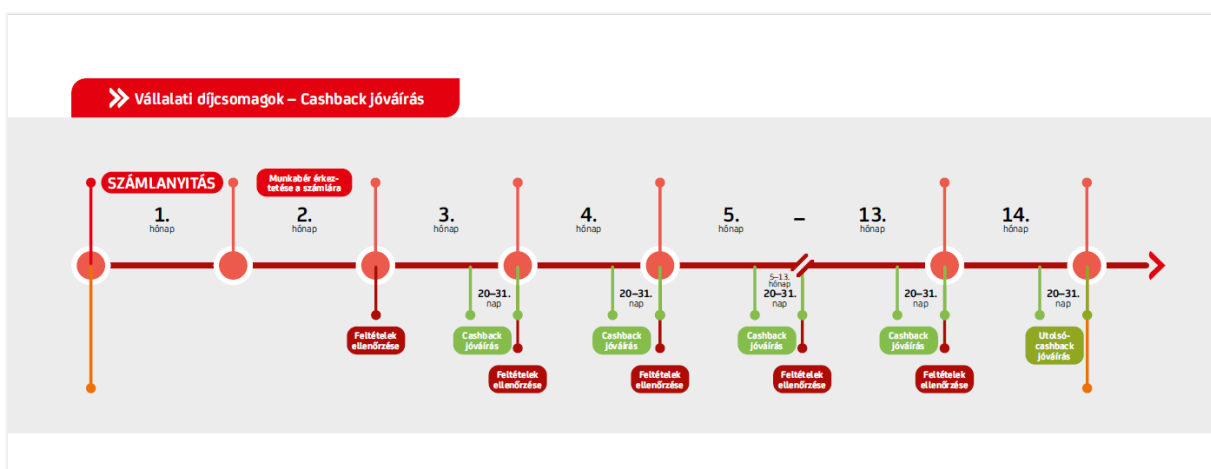 Vállalati díjcsomagok – Cashback jóváírás
SZÁMLANYITÁS
Munkabér érkez-
tetése a számlára
1.
hónap
2.
hónap
3.
hónap
4.
hónap
5.
hónap
–
13.
hónap
14.
hónap
5–13.
hónap
20–31.
nap
20–31.
nap
20–31.
nap
20–31.
nap
20–31.
nap
Feltételek
ellenőrzése
Cashback
jóváírás
Cashback
jóváírás
Cashback
jóváírás
Cashback
jóváírás
Utolsó-
cashback
jóváírás
Feltételek
ellenőrzése
Feltételek
ellenőrzése
Feltételek
ellenőrzése
Feltételek
ellenőrzése